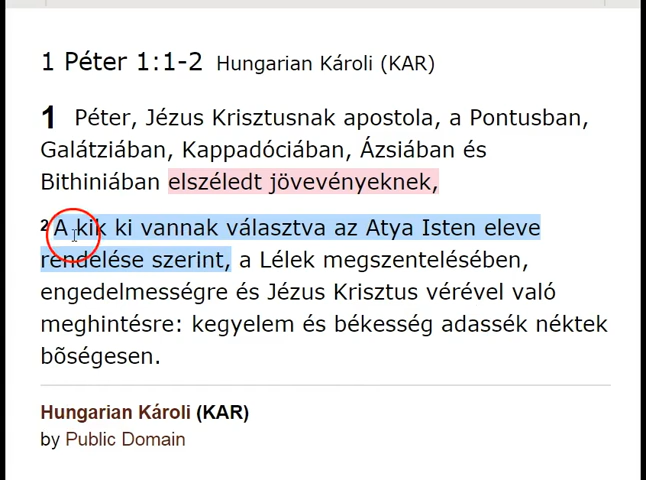 1 Péter 1:1-2 Hungarian Károli (KAR)
1 Péter, Jézus Krisztusnak apostola, a Pontusban,
Galátziában, Kappadócziában, Ázsiában és
Bithiniában elszéledt jövevényeknek,
2 A kik ki vannak választva az Atya Isten eleve
rendelése szerint, a Lélek megszentelésében,
engedelmességre és Jézus Krisztus vérével való
meghintésre: kegyelem és békesség adassék néktek
bõségesen.
Hungarian Károli (KAR)
by Public Domain